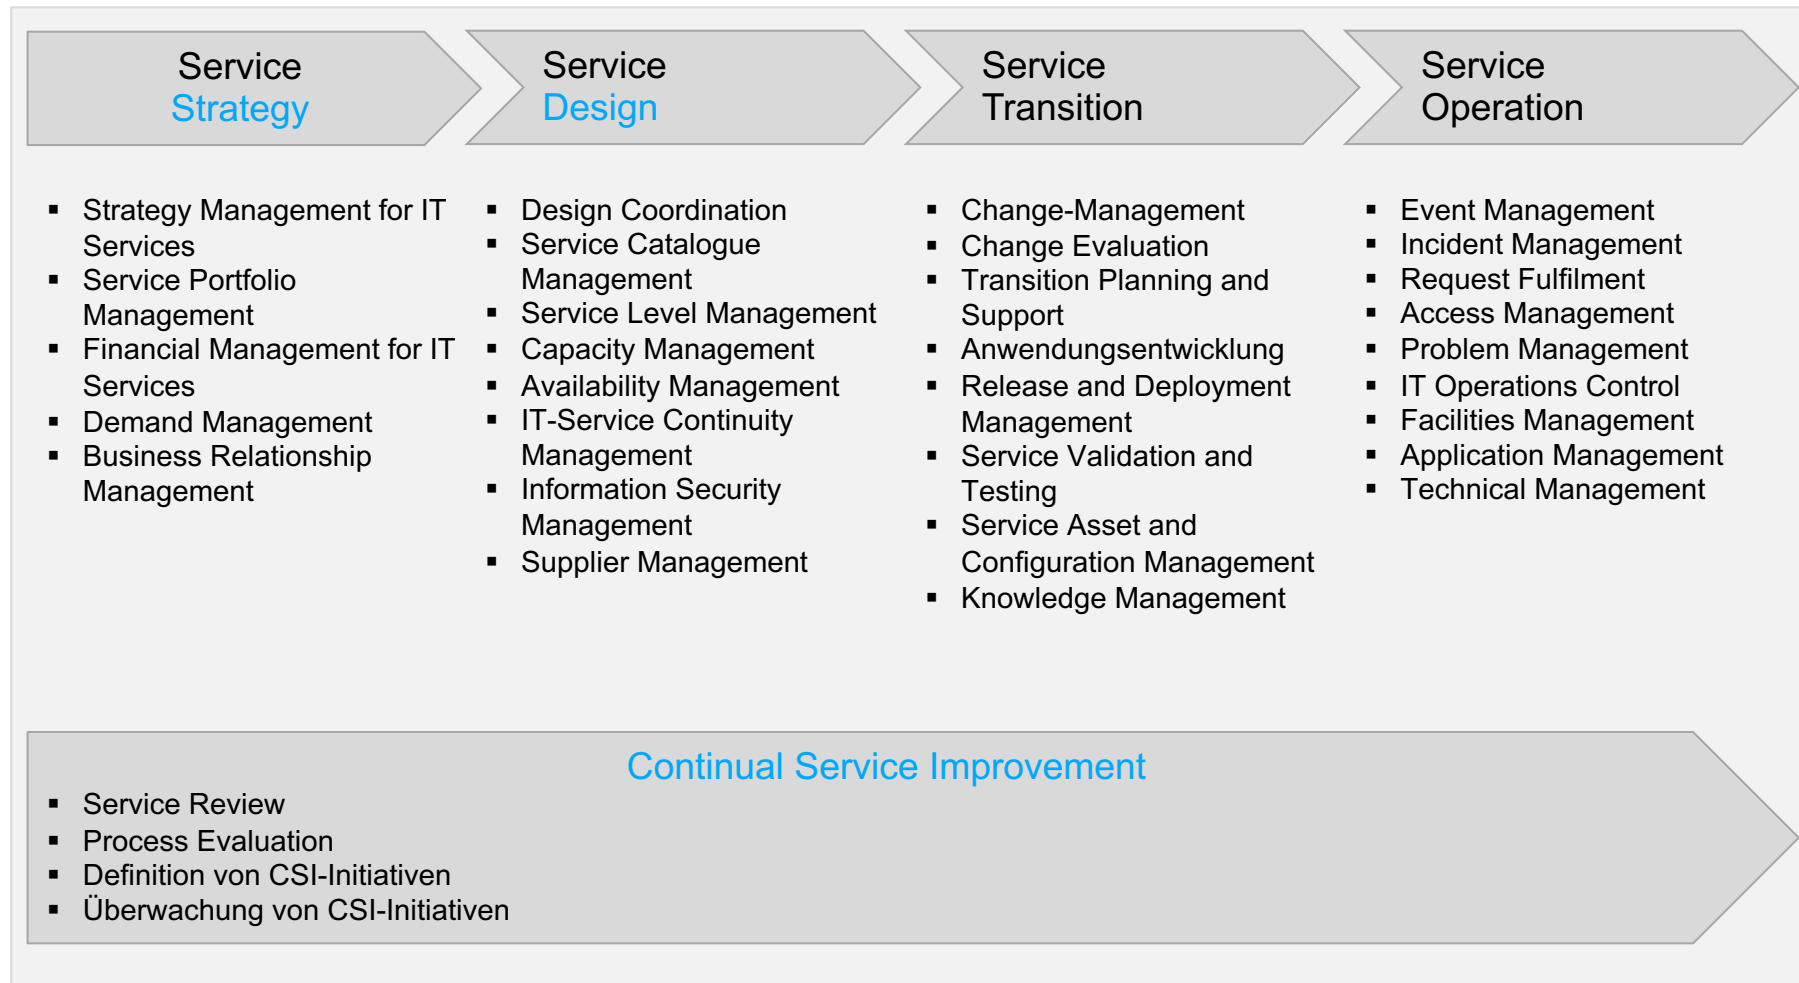 Service
Strategy
Service
Design
Service
Transition
Service
Operation
▪ Strategy Management for IT
Services
▪ Service Portfolio
Management
▪ Financial Management for IT
Services
▪ Demand Management
▪ Business Relationship
Management
▪ Design Coordination
▪ Service Catalogue
Management
▪ Service Level Management
▪ Capacity Management
▪ Availability Management
▪ IT-Service Continuity
Management
▪ Information Security
Management
▪ Supplier Management
▪ Change-Management
▪ Change Evaluation
▪ Transition Planning and
Support
▪ Anwendungsentwicklung
▪ Release and Deployment
Management
▪ Service Validation and
Testing
▪ Service Asset and
Configuration Management
▪ Knowledge Management
▪ Event Management
▪ Incident Management
▪ Request Fulfilment
▪ Access Management
▪ Problem Management
▪ IT Operations Control
▪ Facilities Management
▪ Application Management
▪ Technical Management
Continual Service Improvement
▪ Service Review
▪ Process Evaluation
▪ Definition von CSI-Initiativen
▪ Überwachung von CSI-Initiativen